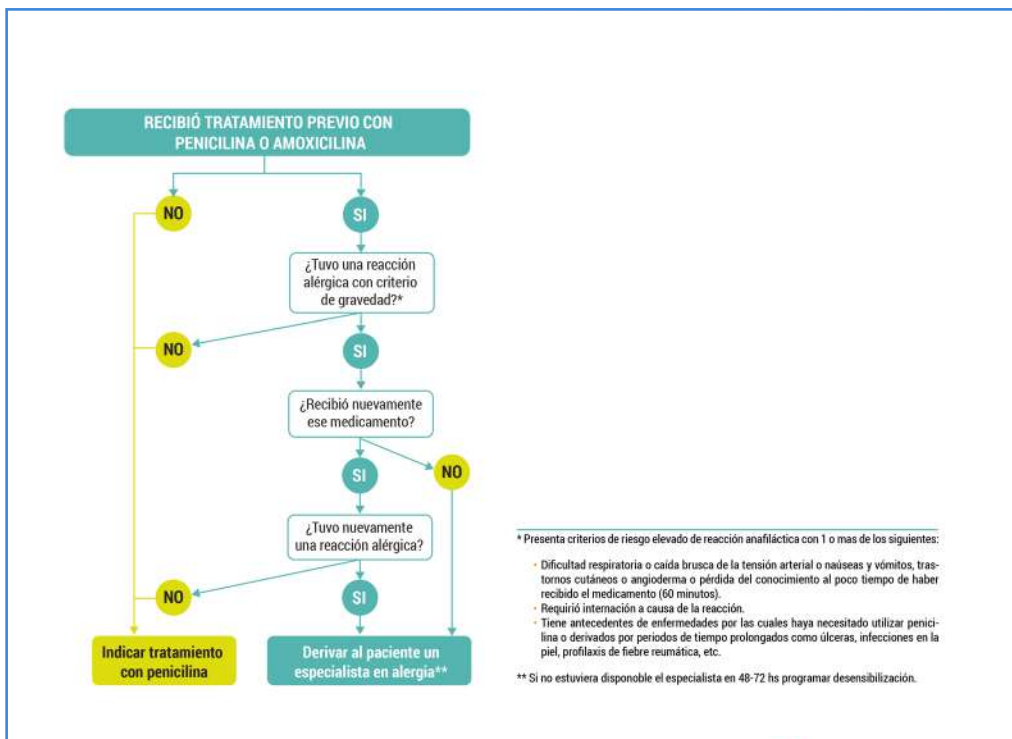 RECIBIÓ TRATAMIENTO PREVIO CON
PENICILINA O AMOXICILINA
NO
SI
¿Tuvo una reacción
alérgica con criterio
de gravedad?*
NO
SI
¿Recibió nuevamente
ese medicamento?
SI
NO
¿Tuvo nuevamente
una reacción alérgica?
NO
SI
Indicar tratamiento
con penicilina
Derivar al paciente un
especialista en alergia**
* Presenta criterios de riesgo elevado de reacción anafiláctica con 1 o mas de los siguientes:
• Dificultad respiratoria o caída brusca de la tensión arterial o naúseas y vómitos, tras-
tornos cutáneos o angioderma o pérdida del conocimiento al poco tiempo de haber
recibido el medicamento (60 minutos).
• Requirió internación a causa de la reacción.
• Tiene antecedentes de enfermedades por las cuales haya necesitado utilizar penici-
lina o derivados por periodos de tiempo prolongados como úlceras, infecciones en la
piel, profilaxis de fiebre reumática, etc.
** Si no estuviera disponoble el especialista en 48-72 hs programar desensibilización.